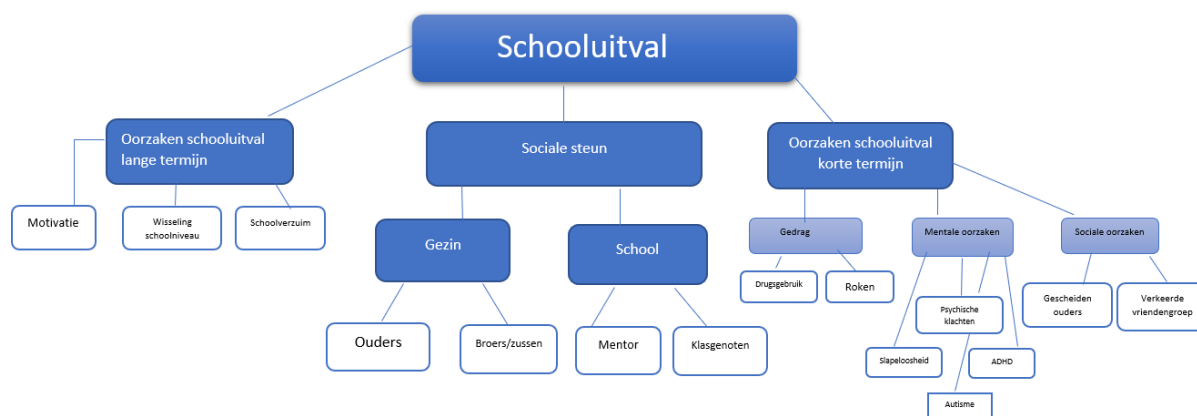 Schooluitval
Oorzaken schooluitval
lange termijn
Sociale steun
Oorzaken schooluitval
korte termijn
Motivatie
Wisseling
schoolniveau
Schoolverzuim
Gezin
School
Gedrag
Mentale oorzaken
Sociale oorzaken
Ouders
Broers/zussen
Mentor
Klasgenoten
Drugsgebruik
Roken
Psychische
klachten
Slapeloosheid
ADHD
Autisme
Gescheiden
ouders
Verkeerde
vriendengroep